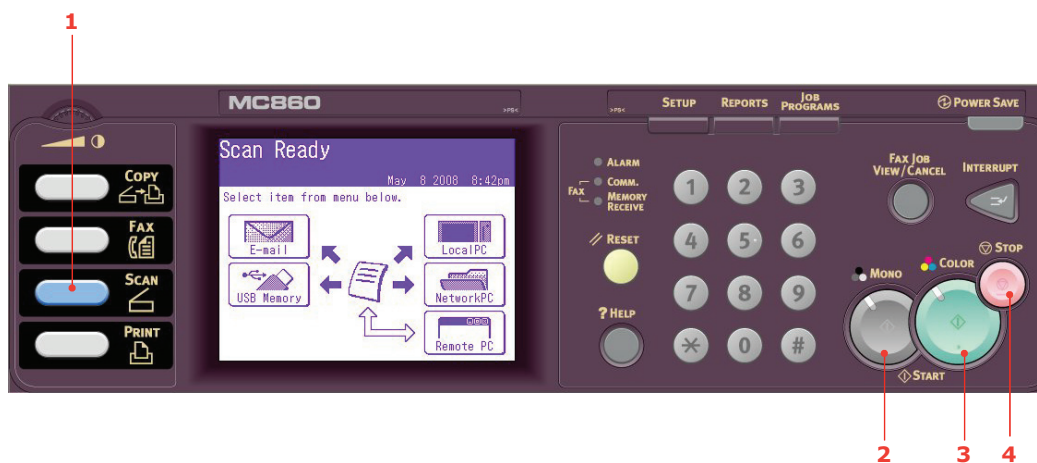 1
MC860
>PS<
>PS<
SETUP
REPORTS
JOB
PROGRAMS
POWER SAVE
COPY
FAX
SCAN
PRINT
Scan Ready
May 8 2008 8:42pm
Select item from menu below.
E-mail
LocalPC
USB Memory
NetworkPC
Remote PC
ALARM
FAX
COMM.
MEMORY
RECEIVE
RESET
? HELP
1 2 3
4 5 6
7 8 9
* 0 #
FAX JOB
VIEW/CANCEL
INTERRUPT
STOP
MONO
COLOR
START
2 3 4